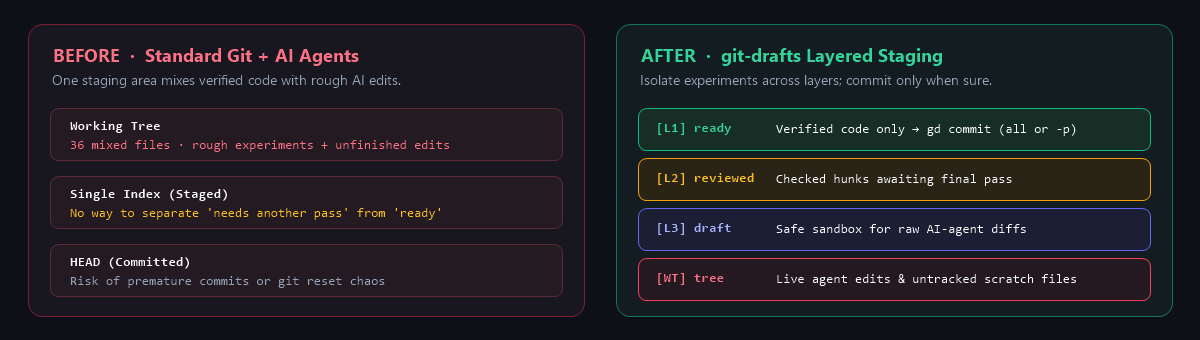 BEFORE · Standard Git + AI Agents
One staging area mixes verified code with rough AI edits.
Working Tree
36 mixed files · rough experiments + unfinished edits
Single Index (Staged)
No way to separate 'needs another pass' from 'ready'
HEAD (Committed)
Risk of premature commits or git reset chaos
AFTER · git-drafts Layered Staging
Isolate experiments across layers; commit only when sure.
[L1] ready Verified code only → gd commit (all or -p)
[L2] reviewed Checked hunks awaiting final pass
[L3] draft Safe sandbox for raw AI-agent diffs
[WT] tree Live agent edits & untracked scratch files